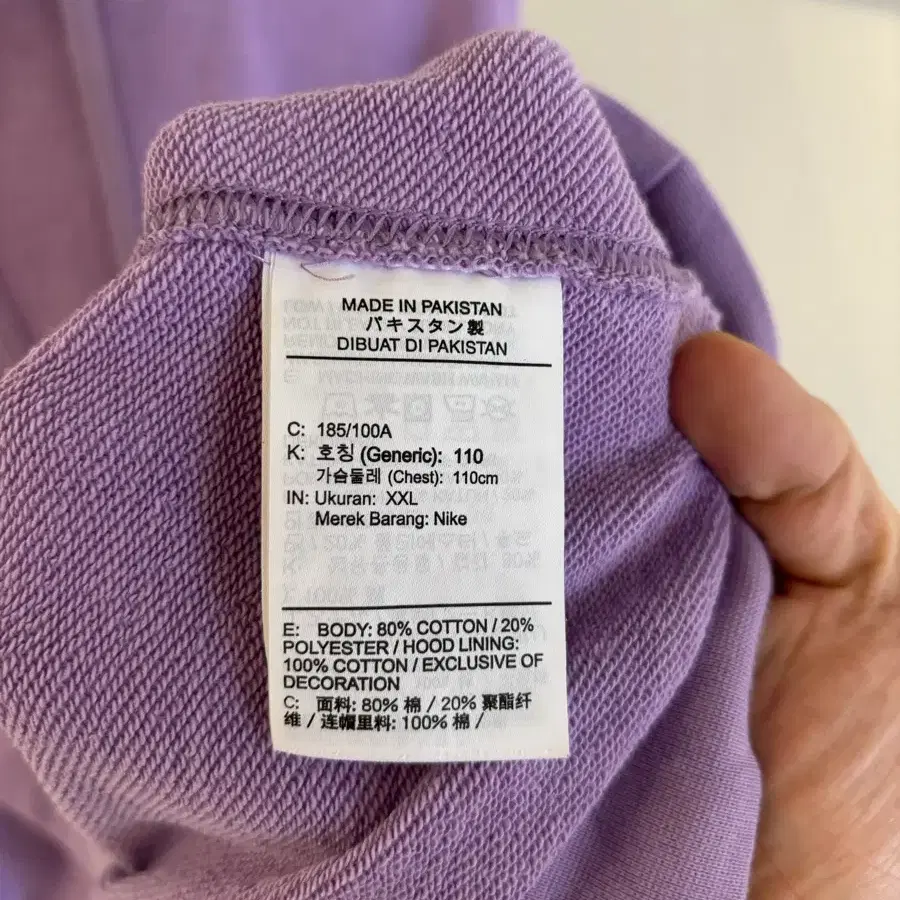 MADE IN PAKISTAN
パキスタン製
DIBUAT DI PAKISTAN
C: 185/100A
K: 호칭 (Generic): 110
가슴둘레 (Chest): 110cm
IN: Ukuran: XXL
Merek Barang: Nike
E: BODY: 80% COTTON / 20%
POLYESTER / HOOD LINING:
100% COTTON / EXCLUSIVE OF
DECORATION
C: 面料: 80% 棉 / 20% 聚酯纤
维 / 连帽里料: 100% 棉 /